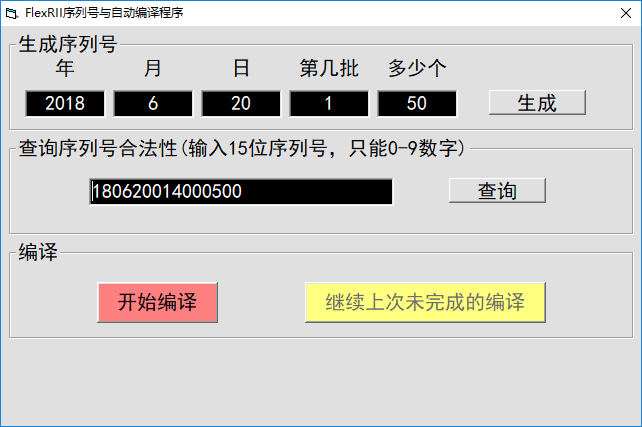 FlexRII序列号与自动编译程序
生成序列号
年 月 日 第几批 多少个
2018 6 20 1 50 生成
查询序列号合法性(输入15位序列号，只能0-9数字)
180620014000500 查询
编译
开始编译 继续上次未完成的编译